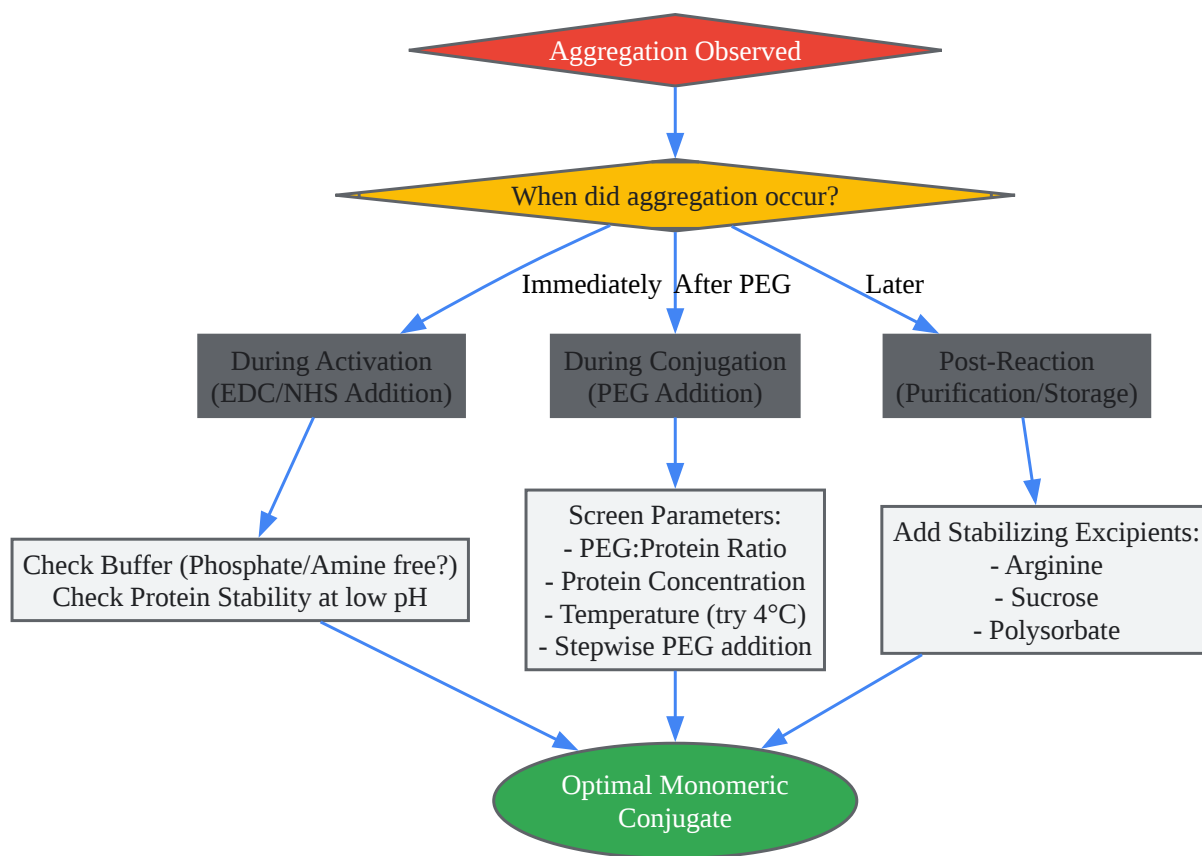 Aggregation Observed
When did aggregation occur?
Immediately
After PEG
Later
During Activation
(EDC/NHS Addition)
During Conjugation
(PEG Addition)
Post-Reaction
(Purification/Storage)
Check Buffer (Phosphate/Amine free?)
Check Protein Stability at low pH
Screen Parameters:
- PEG:Protein Ratio
- Protein Concentration
- Temperature (try 4°C)
- Stepwise PEG addition
Add Stabilizing Excipients:
- Arginine
- Sucrose
- Polysorbate
Optimal Monomeric
Conjugate